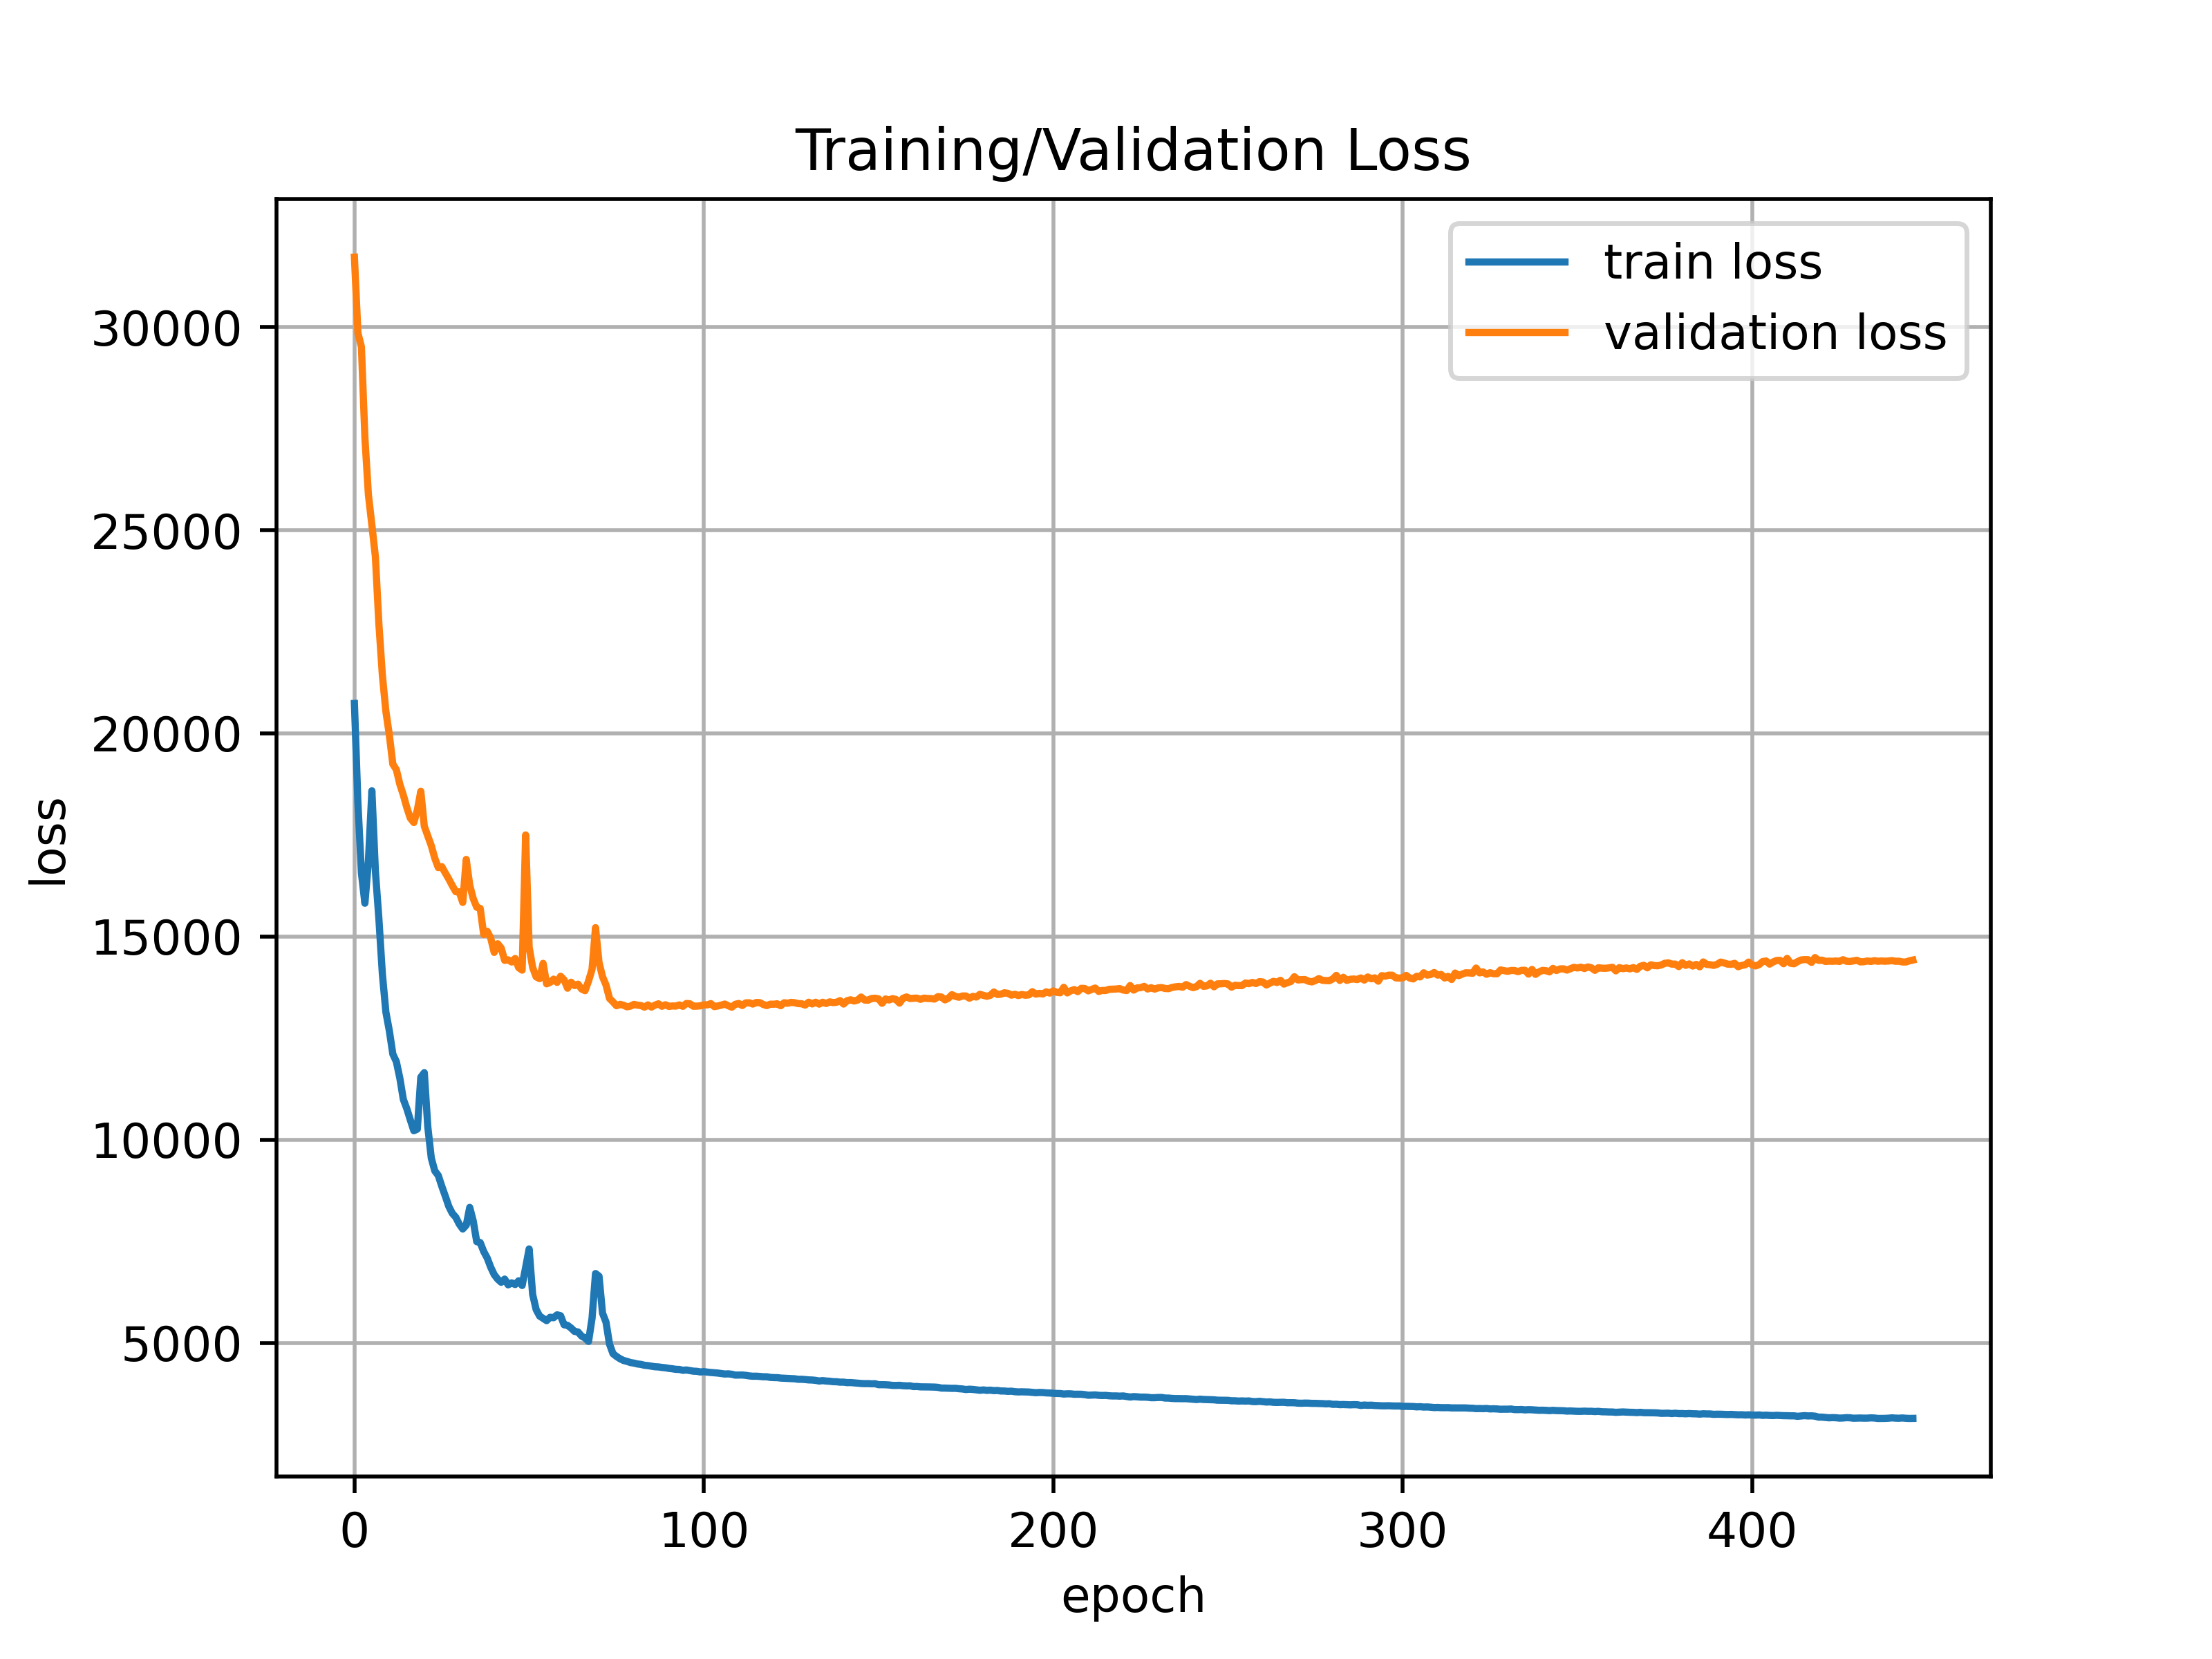 Training/Validation Loss
train loss
validation loss
30000
25000
20000
15000
10000
5000
loss
0 100 200 300 400
epoch